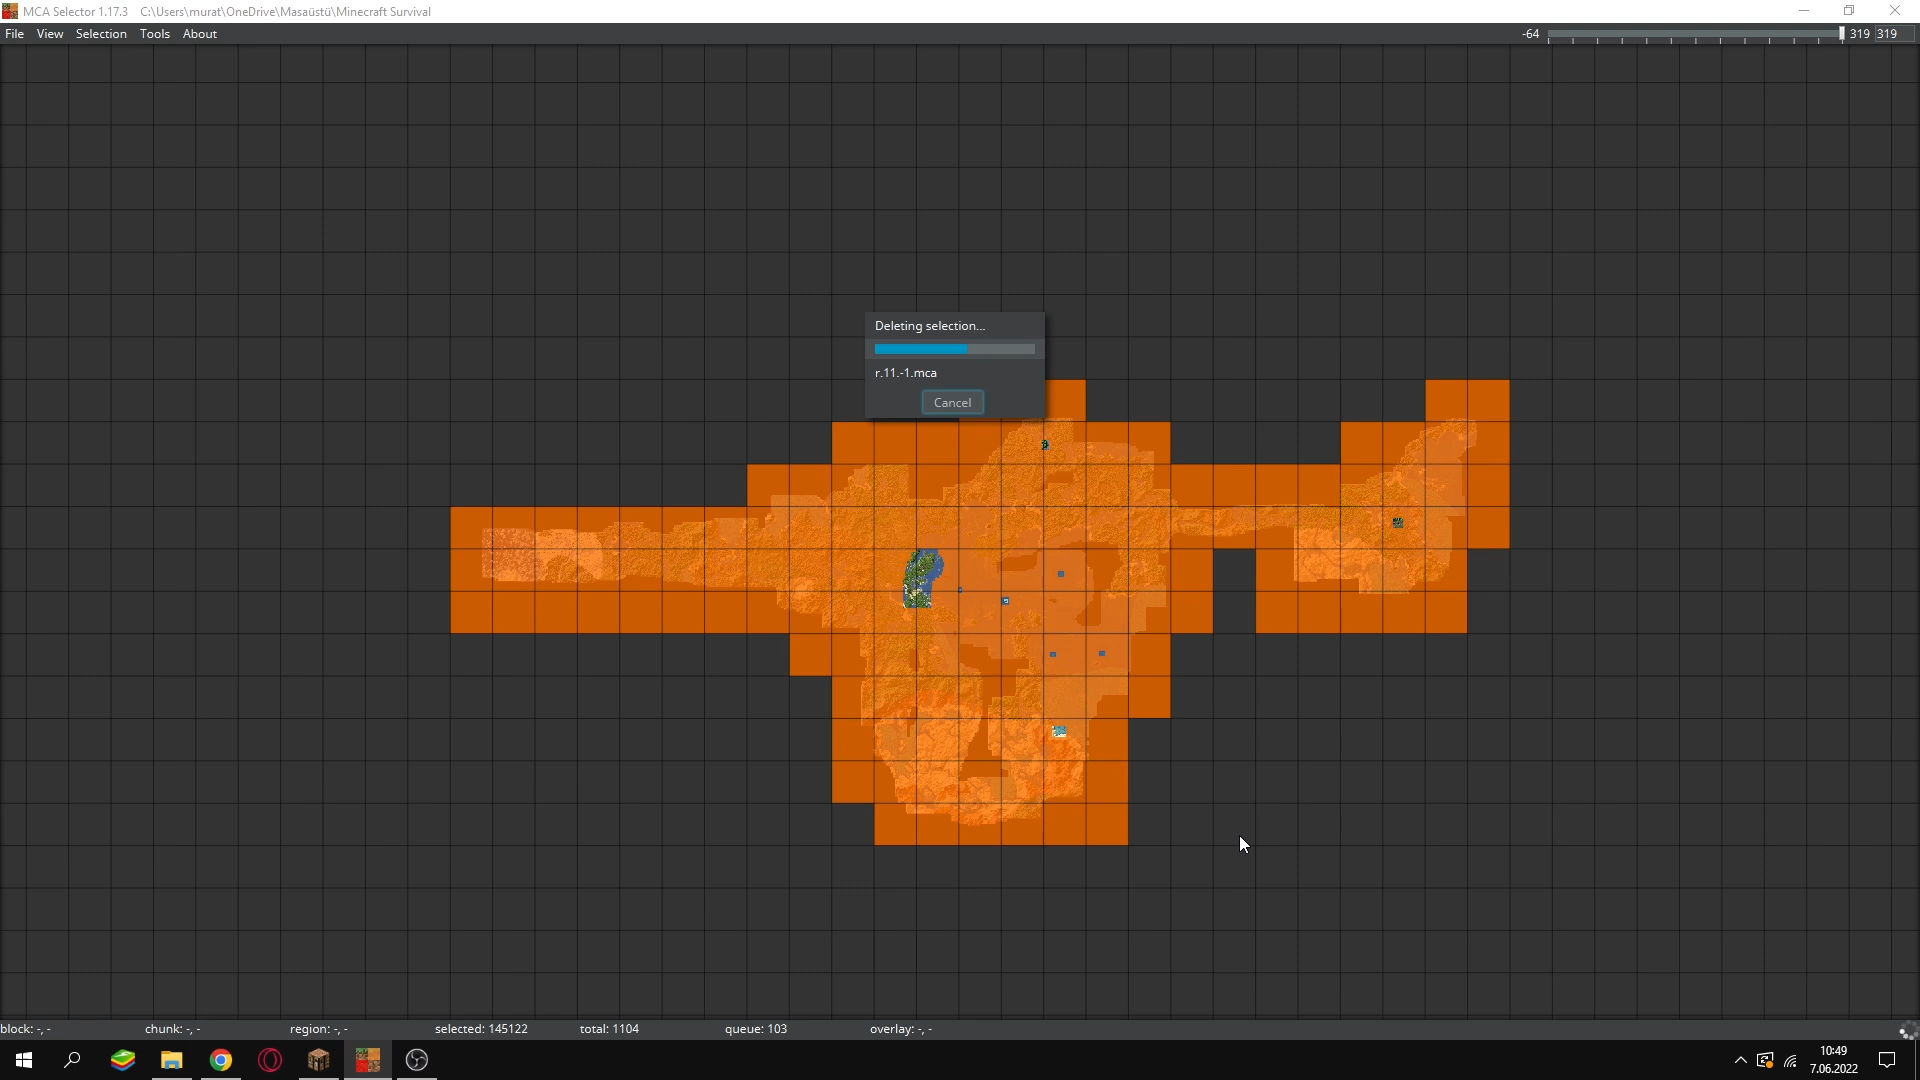 MCA Selector 1.17.3 C:\Users\murat\OneDrive\Masaüstü\Minecraft Survival
File View Selection Tools About -64 319 319
Deleting selection...
r.11.-1.mca
Cancel
block: -, - chunk: -, - region: -, - selected: 145122 total: 1104 queue: 103 overlay: -, -
10:49
7.06.2022